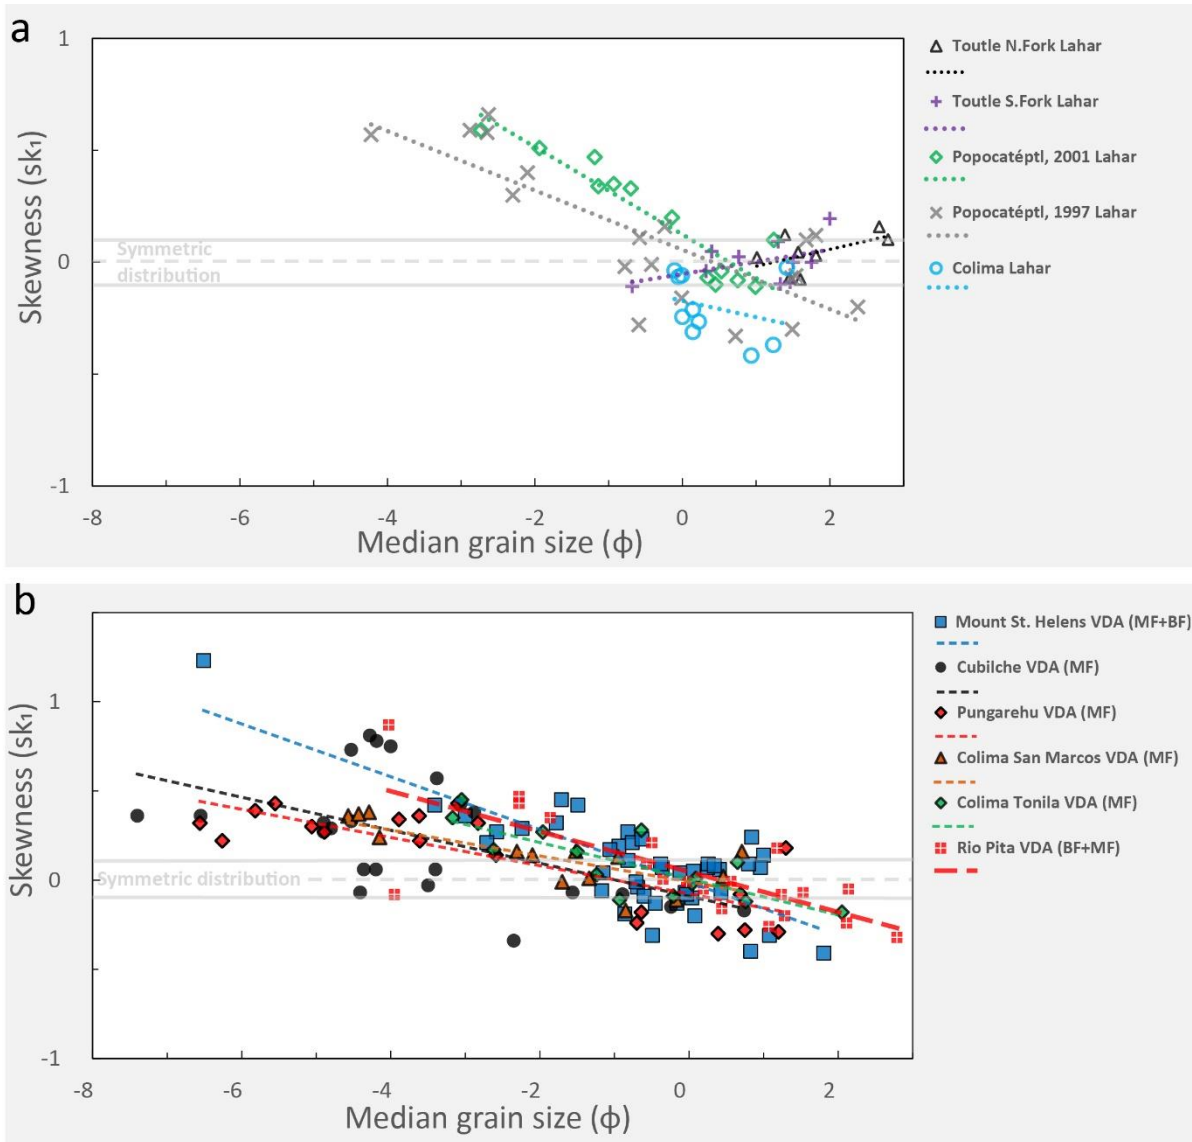 a
1
0
-1
Skewness (sk₁)
Symmetric
distribution
-8
-6
-4
-2
0
2
Median grain size (ϕ)
Toutle N.Fork Lahar
Toutle S.Fork Lahar
Popocatéptl, 2001 Lahar
Popocatéptl, 1997 Lahar
Colima Lahar
b
1
0
-1
Skewness (sk₁)
Symmetric distribution
-8
-6
-4
-2
0
2
Median grain size (ϕ)
Mount St. Helens VDA (MF+BF)
Cubilche VDA (MF)
Pungarehu VDA (MF)
Colima San Marcos VDA (MF)
Colima Tonila VDA (MF)
Rio Pita VDA (BF+MF)